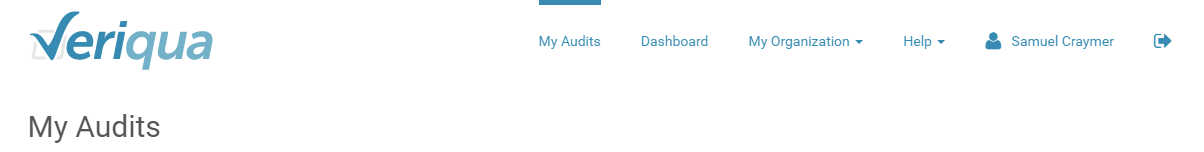 Veriqua
My Audits Dashboard My Organization Help Samuel Craymer
My Audits